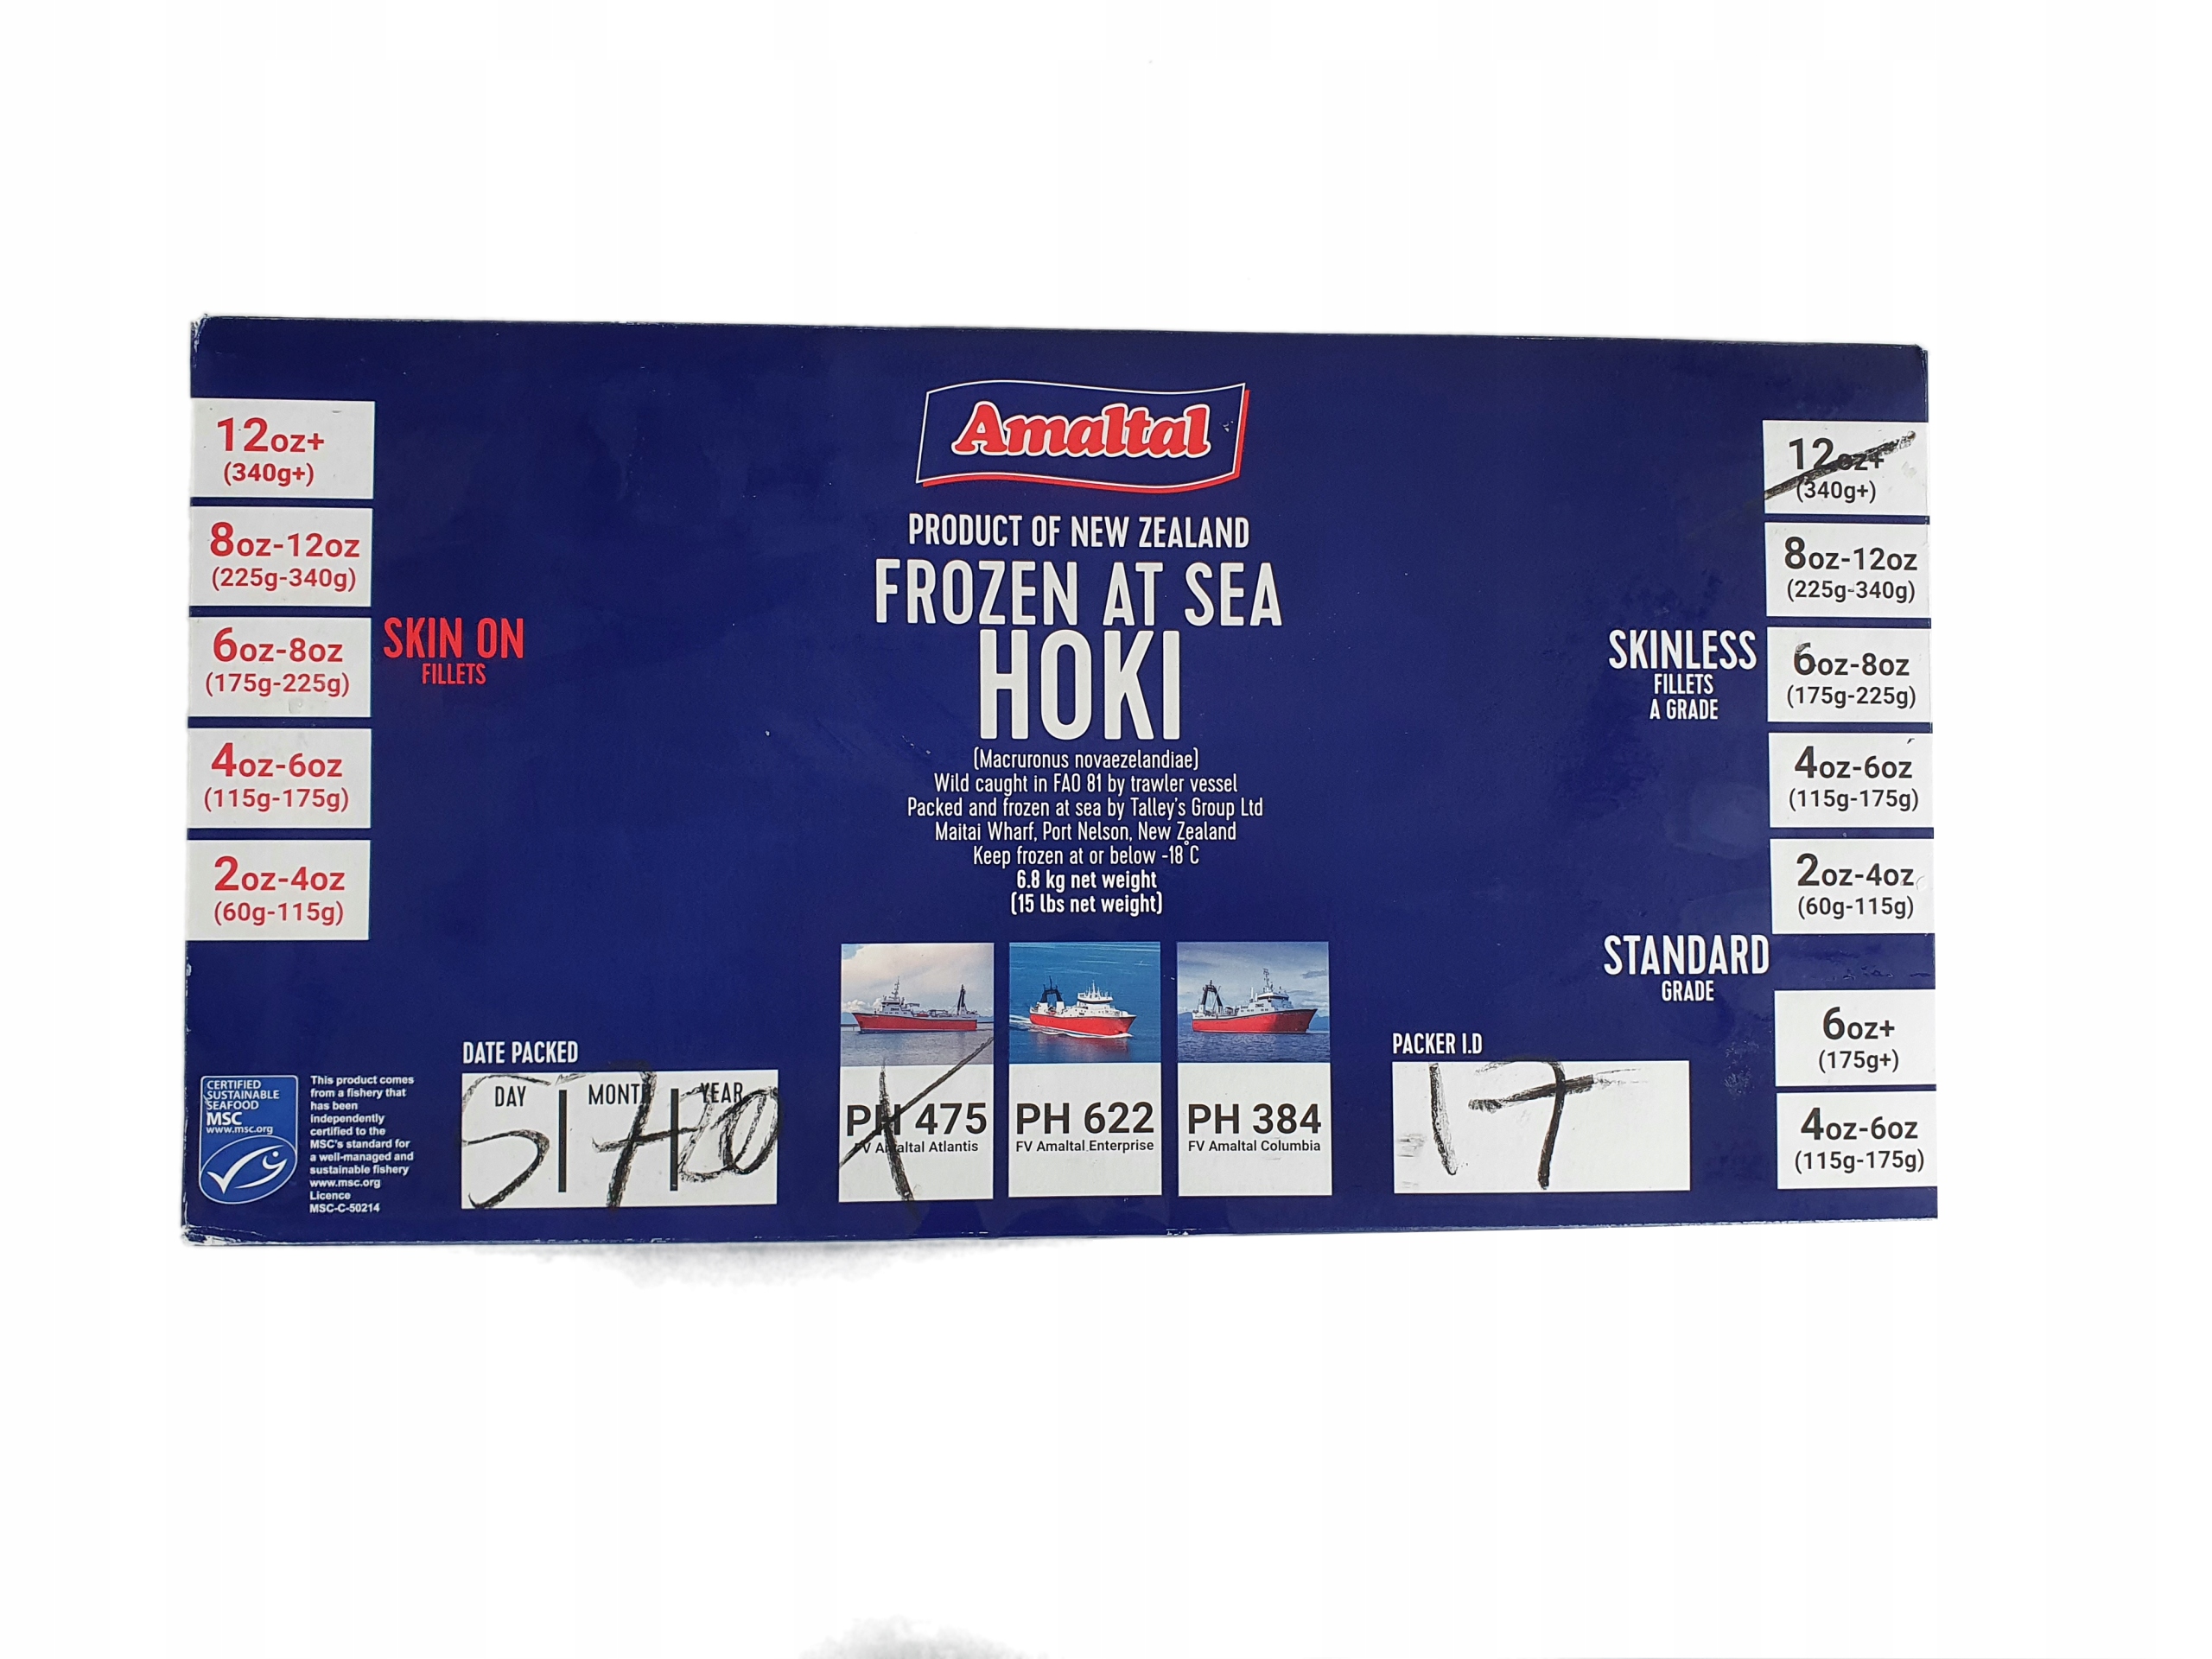 Amaltal
PRODUCT OF NEW ZEALAND
FROZEN AT SEA
HOKI
(Macruronus novaezelandiae)
Wild caught in FAO 81 by trawler vessel
Packed and frozen at sea by Talley's Group Ltd
Maitai Wharf, Port Nelson, New Zealand
Keep frozen at or below -18°C
6.8 kg net weight
(15 lbs net weight)
12oz+
(340g+)
8oz-12oz
(225g-340g)
6oz-8oz
(175g-225g)
4oz-6oz
(115g-175g)
2oz-4oz
(60g-115g)
SKIN ON
FILLETS
SKINLESS
FILLETS
A GRADE
12oz+
(340g+)
8oz-12oz
(225g-340g)
6oz-8oz
(175g-225g)
4oz-6oz
(115g-175g)
2oz-4oz
(60g-115g)
STANDARD
GRADE
6oz+
(175g+)
4oz-6oz
(115g-175g)
CERTIFIED
SUSTAINABLE
SEAFOOD
MSC
www.msc.org
This product comes
from a fishery that
has been
independently
certified to the
MSC's standard for
a well-managed and
sustainable fishery
www.msc.org
Licence
MSC-C-50214
DATE PACKED
DAY MONTH YEAR
5 7 20
PH 475
FV Amaltal Atlantis
PH 622
FV Amaltal Enterprise
PH 384
FV Amaltal Columbia
PACKER I.D
17